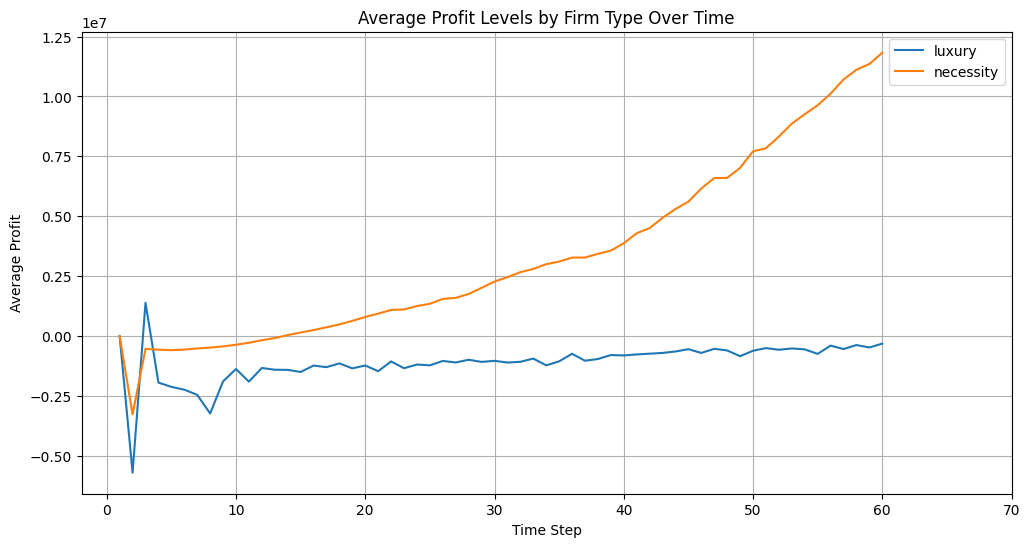 Average Profit Levels by Firm Type Over Time
1e7
1.25
1.00
0.75
0.50
0.25
0.00
−0.25
−0.50
Average Profit
0 10 20 30 40 50 60 70
Time Step
luxury
necessity